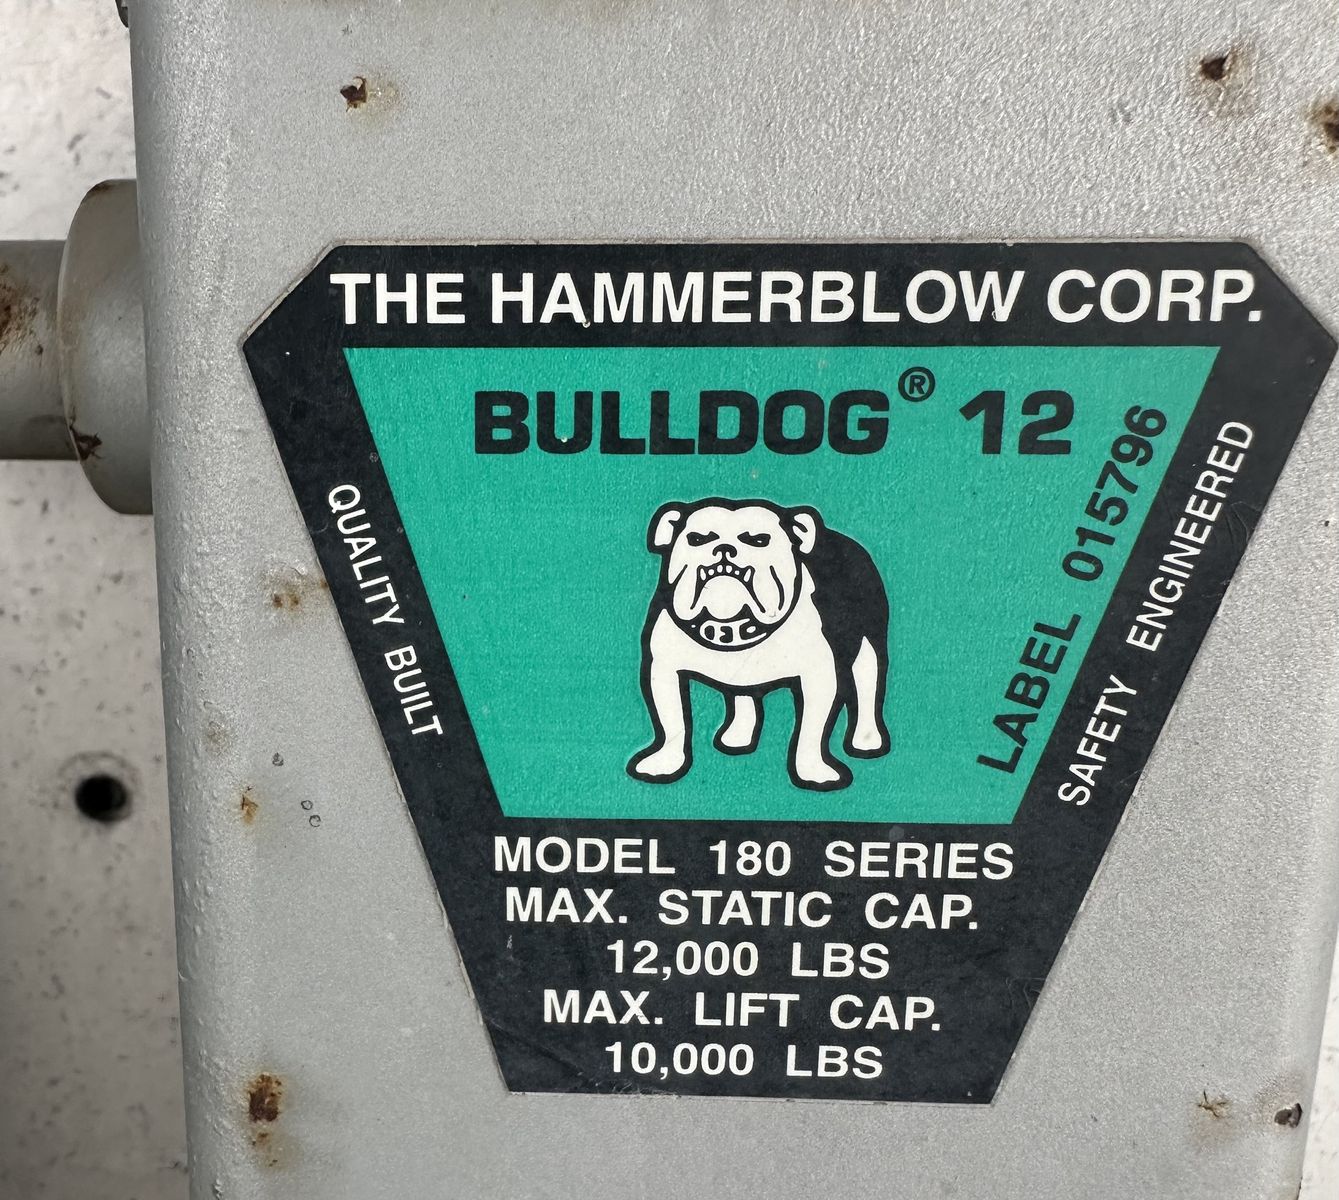 THE HAMMERBLOW CORP.
BULLDOG® 12
QUALITY BUILT
LABEL 015796
SAFETY ENGINEERED
MODEL 180 SERIES
MAX. STATIC CAP.
12,000 LBS
MAX. LIFT CAP.
10,000 LBS